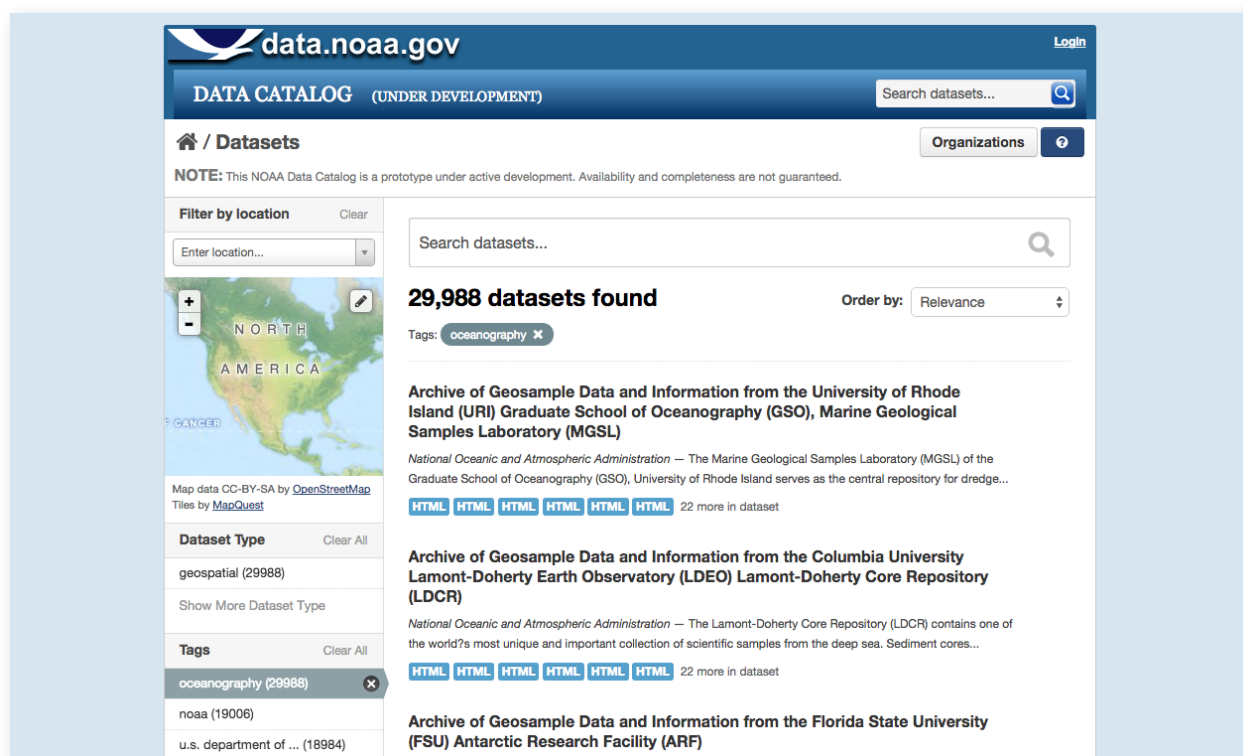 data.noaa.gov
Login
DATA CATALOG (UNDER DEVELOPMENT)
Search datasets...
/ Datasets
Organizations
?
NOTE: This NOAA Data Catalog is a prototype under active development. Availability and completeness are not guaranteed.
Filter by location Clear
Enter location...
+
-
NORTH
AMERICA
CANCER
Map data CC-BY-SA by OpenStreetMap
Tiles by MapQuest
Dataset Type Clear All
geospatial (29988)
Show More Dataset Type
Tags Clear All
oceanography (29988)
noaa (19006)
u.s. department of ... (18984)
Search datasets...
29,988 datasets found
Order by: Relevance
Tags: oceanography ×
Archive of Geosample Data and Information from the University of Rhode
Island (URI) Graduate School of Oceanography (GSO), Marine Geological
Samples Laboratory (MGSL)
National Oceanic and Atmospheric Administration — The Marine Geological Samples Laboratory (MGSL) of the
Graduate School of Oceanography (GSO), University of Rhode Island serves as the central repository for dredge...
HTML HTML HTML HTML HTML HTML 22 more in dataset
Archive of Geosample Data and Information from the Columbia University
Lamont-Doherty Earth Observatory (LDEO) Lamont-Doherty Core Repository
(LDCR)
National Oceanic and Atmospheric Administration — The Lamont-Doherty Core Repository (LDCR) contains one of
the world?s most unique and important collection of scientific samples from the deep sea. Sediment cores...
HTML HTML HTML HTML HTML HTML 22 more in dataset
Archive of Geosample Data and Information from the Florida State University
(FSU) Antarctic Research Facility (ARF)